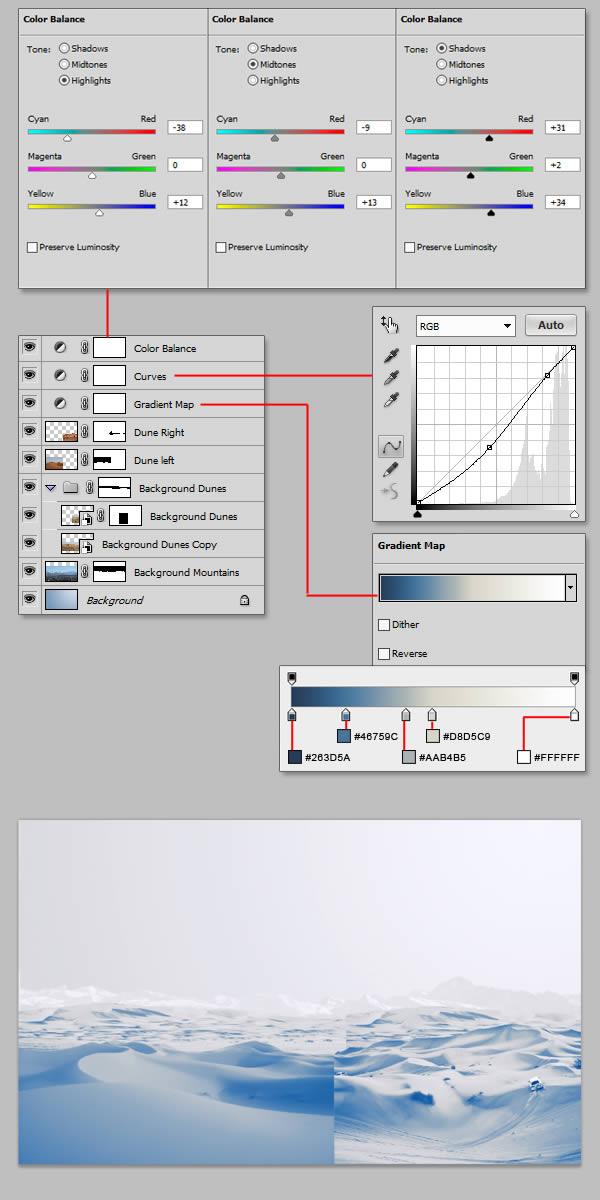 Color Balance
Tone: Shadows
Midtones
Highlights
Cyan Red -38
Magenta Green 0
Yellow Blue +12
Preserve Luminosity
Color Balance
Tone: Shadows
Midtones
Highlights
Cyan Red -9
Magenta Green 0
Yellow Blue +13
Preserve Luminosity
Color Balance
Tone: Shadows
Midtones
Highlights
Cyan Red +31
Magenta Green +2
Yellow Blue +34
Preserve Luminosity
Color Balance
Curves
Gradient Map
Dune Right
Dune left
Background Dunes
Background Dunes
Background Dunes Copy
Background Mountains
Background
RGB Auto
Gradient Map
Dither
Reverse
#46759C #D8D5C9
#263D5A #AAB4B5 #FFFFFF